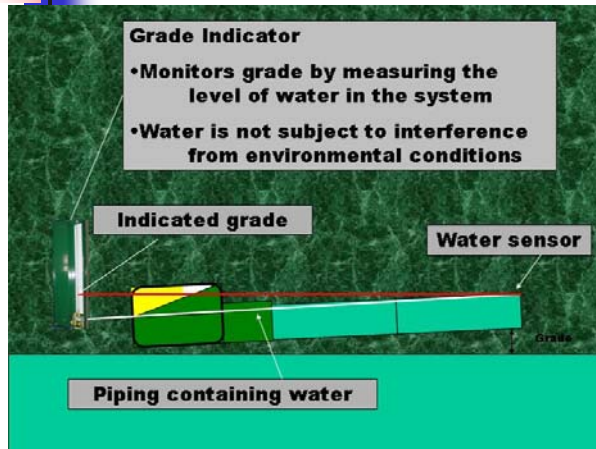 Grade Indicator
•Monitors grade by measuring the
level of water in the system
•Water is not subject to interference
from environmental conditions
Indicated grade
Water sensor
Grade
Piping containing water